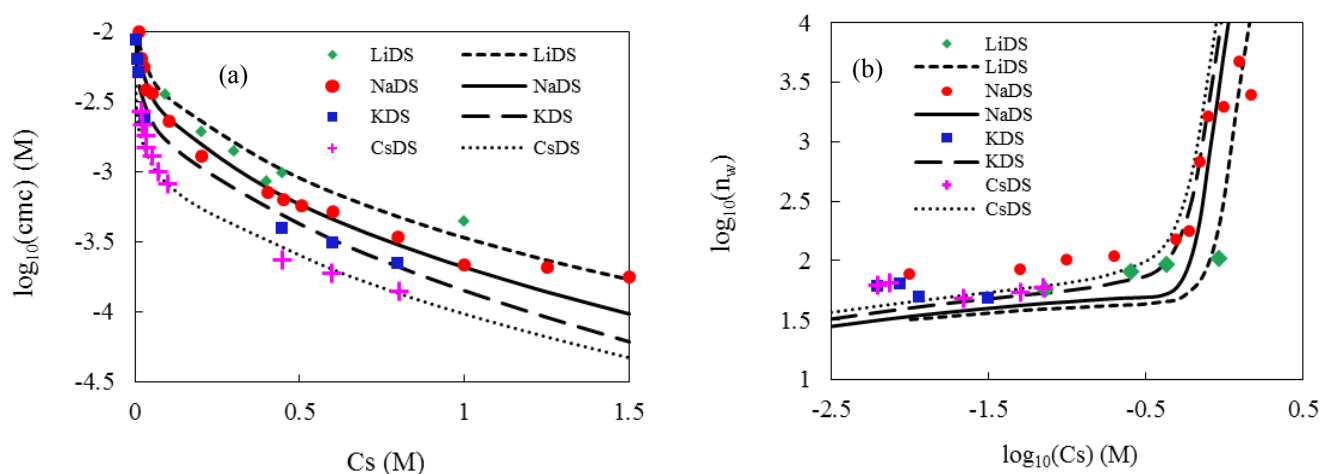 (a)
LiDS LiDS
NaDS NaDS
KDS KDS
CsDS CsDS
-2
-2.5
-3
-3.5
-4
-4.5
0 0.5 1 1.5
log10(cmc) (M)
Cs (M)
(b)
LiDS
LiDS
NaDS
NaDS
KDS
KDS
CsDS
CsDS
4
3.5
3
2.5
2
1.5
1
-2.5 -1.5 -0.5 0.5
log10(nw)
log10(Cs) (M)